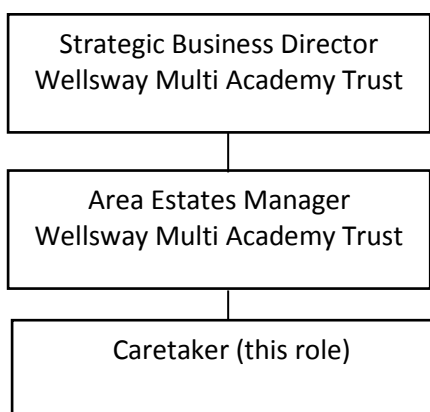 Strategic Business Director
Wellsway Multi Academy Trust
Area Estates Manager
Wellsway Multi Academy Trust
Caretaker (this role)